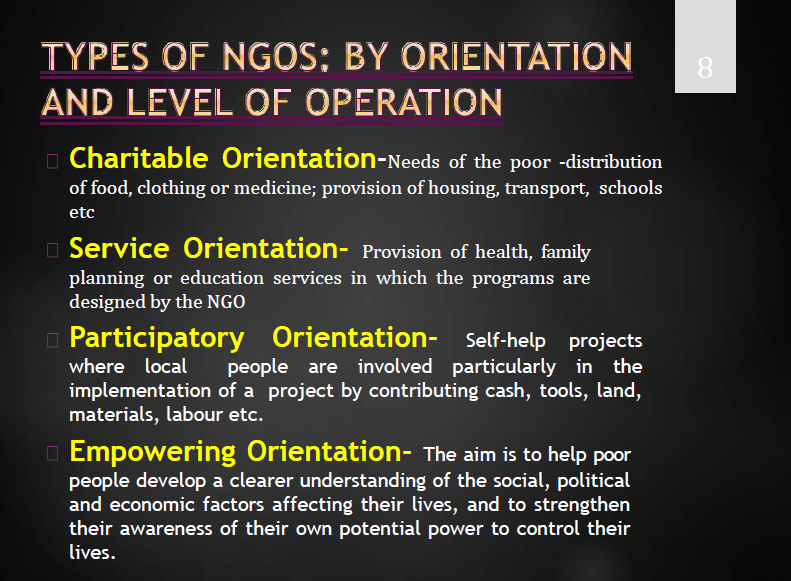 TYPES OF NGOS: BY ORIENTATION
AND LEVEL OF OPERATION
8
Charitable Orientation-Needs of the poor -distribution
of food, clothing or medicine; provision of housing, transport, schools
etc
Service Orientation- Provision of health, family
planning or education services in which the programs are
designed by the NGO
Participatory Orientation- Self-help projects
where local people are involved particularly in the
implementation of a project by contributing cash, tools, land,
materials, labour etc.
Empowering Orientation- The aim is to help poor
people develop a clearer understanding of the social, political
and economic factors affecting their lives, and to strengthen
their awareness of their own potential power to control their
lives.